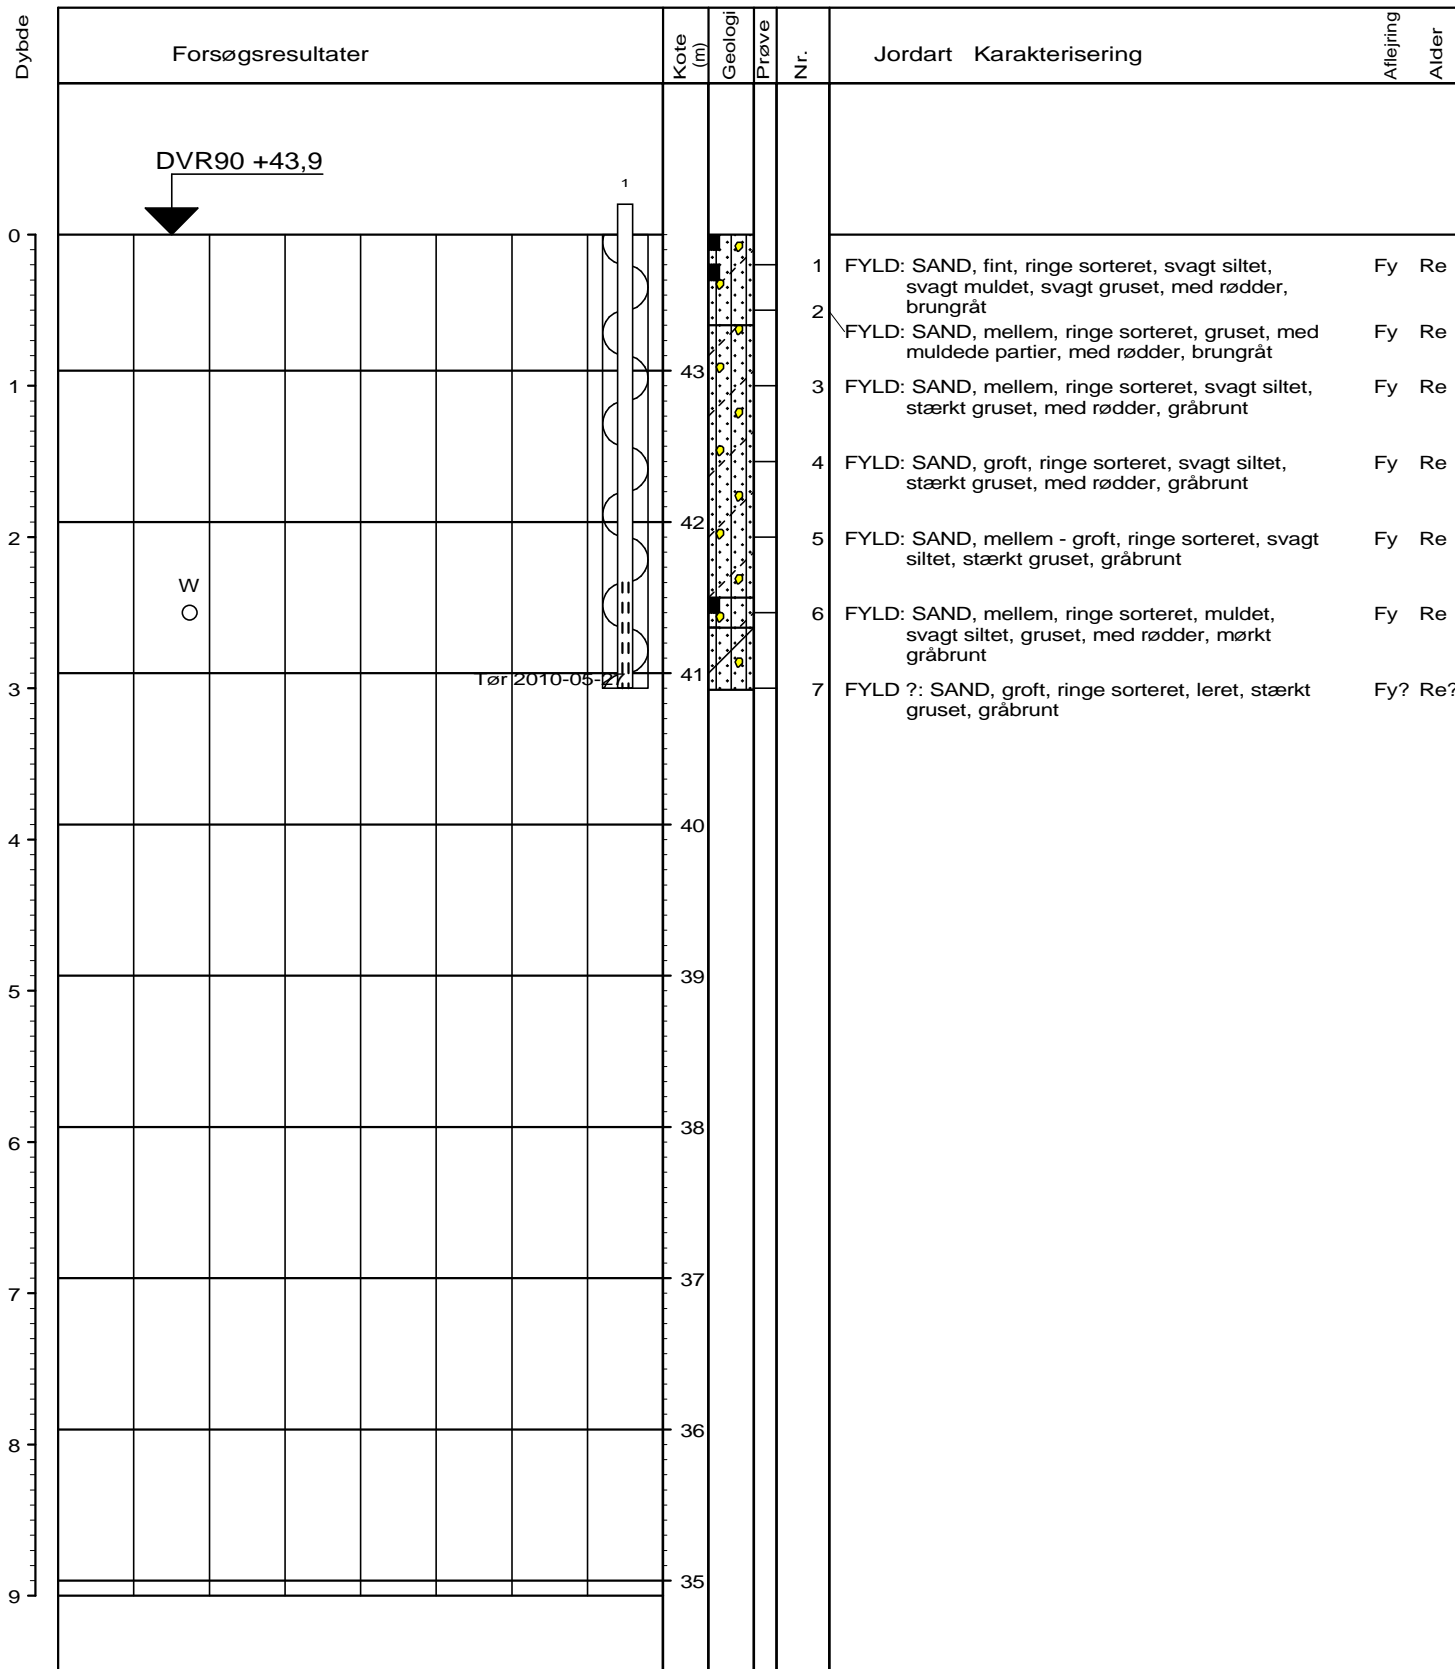 Dybde
Forsøgsresultater
Kote
(m)
Geologi
Prøve
Nr.
Jordart Karakterisering
Aflejring
Alder
DVR90 +43,9
1
0
1 FYLD: SAND, fint, ringe sorteret, svagt siltet, Fy Re
svagt muldet, svagt gruset, med rødder,
brungråt
2
FYLD: SAND, mellem, ringe sorteret, gruset, med Fy Re
muldede partier, med rødder, brungråt
43
1
3 FYLD: SAND, mellem, ringe sorteret, svagt siltet, Fy Re
stærkt gruset, med rødder, gråbrunt
4 FYLD: SAND, groft, ringe sorteret, svagt siltet, Fy Re
stærkt gruset, med rødder, gråbrunt
42
2
5 FYLD: SAND, mellem - groft, ringe sorteret, svagt Fy Re
siltet, stærkt gruset, gråbrunt
W
6 FYLD: SAND, mellem, ringe sorteret, muldet, Fy Re
svagt siltet, gruset, med rødder, mørkt
gråbrunt
Tør 2010-05-27
41
3
7 FYLD ?: SAND, groft, ringe sorteret, leret, stærkt Fy? Re?
gruset, gråbrunt
40
4
39
5
38
6
37
7
36
8
35
9